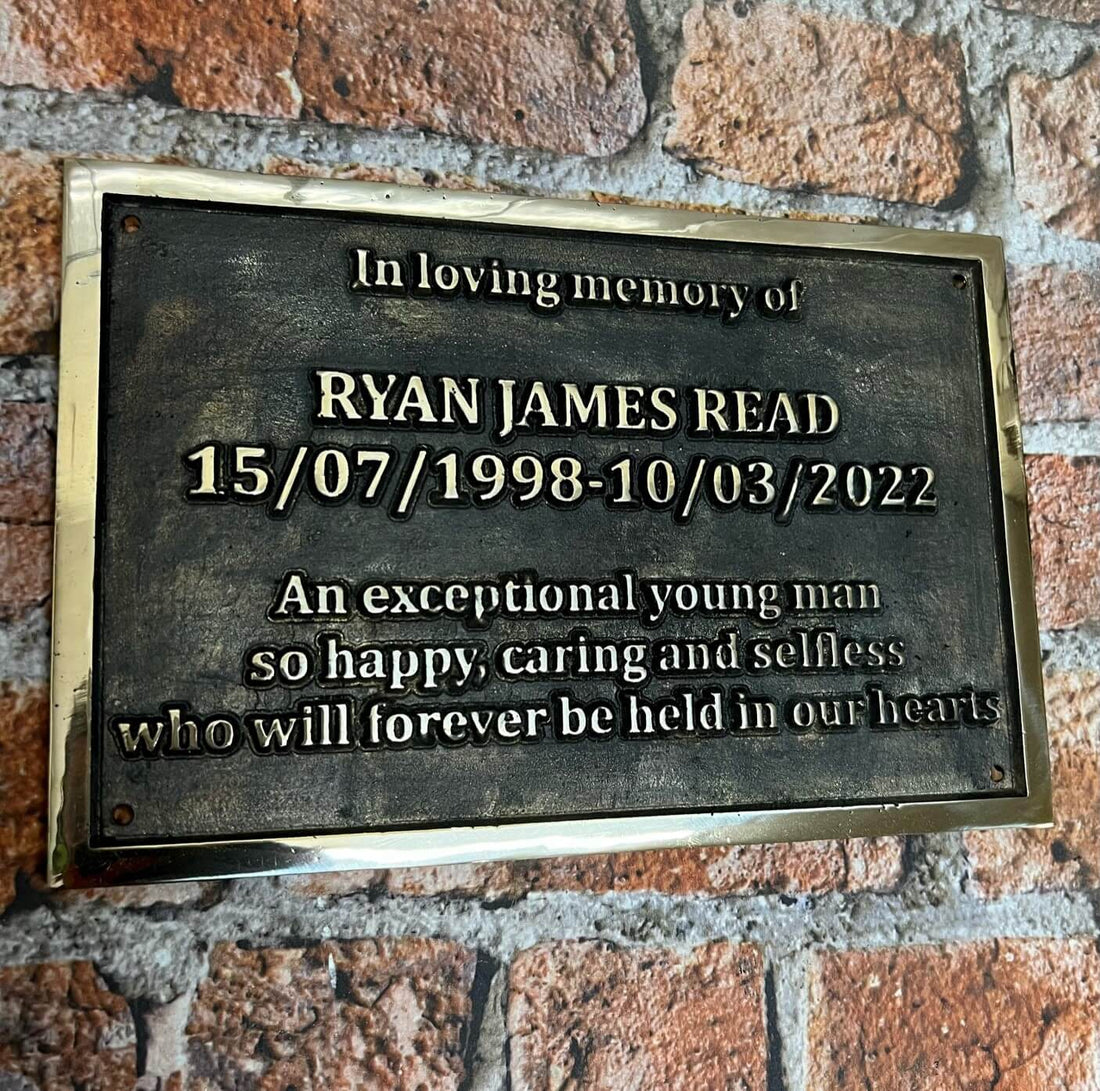 In loving memory of
RYAN JAMES READ
15/07/1998-10/03/2022
An exceptional young man
so happy, caring and selfless
who will forever be held in our hearts